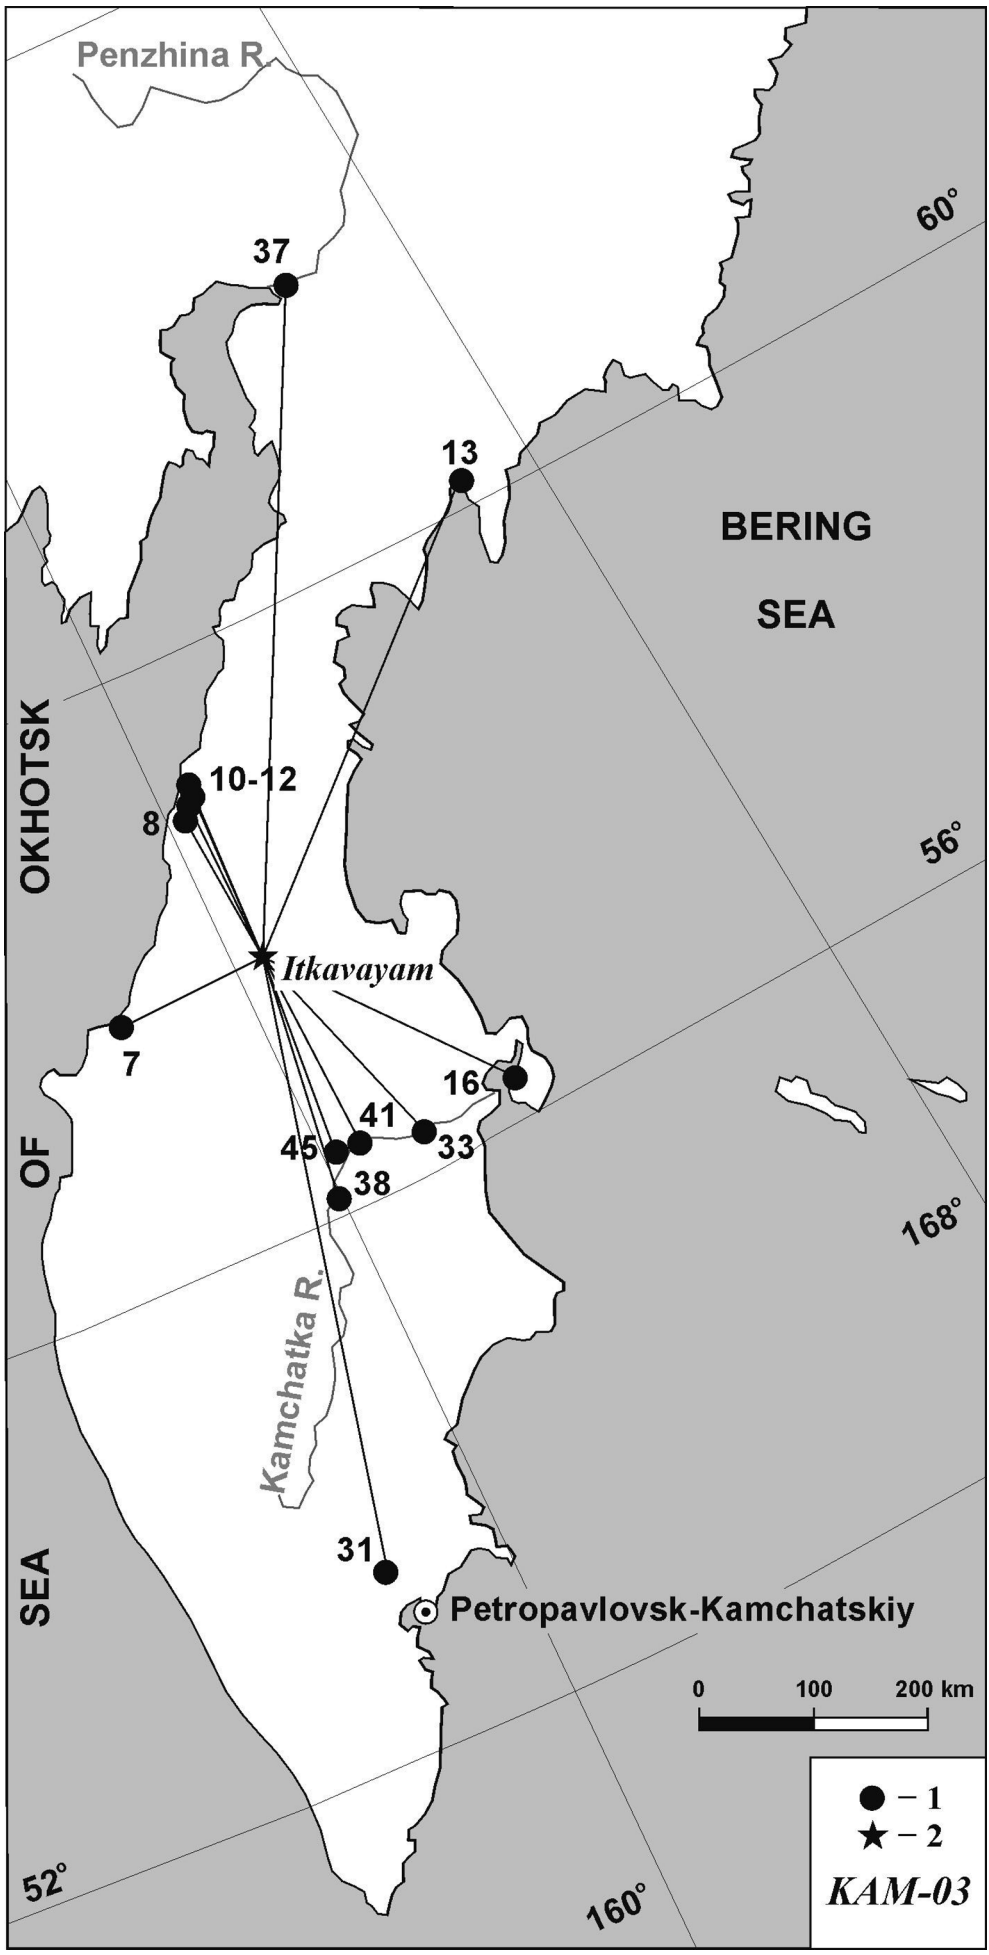 Penzhina R.
60°
37
13
BERING
SEA
OKHOTSK
10-12
8
56°
Itkavayam
7
16
41
45
33
38
OF
168°
Kamchatka R.
31
SEA
Petropavlovsk-Kamchatskiy
0 100 200 km
– 1
– 2
KAM-03
52°
160°